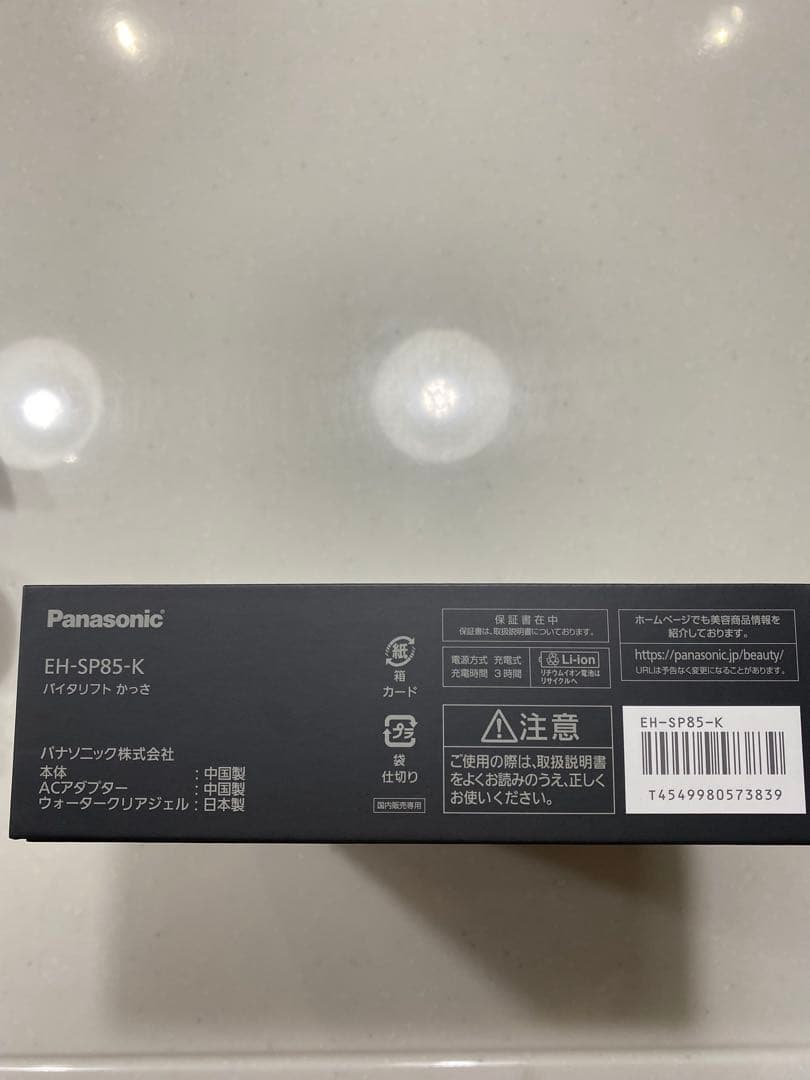 Panasonic
EH-SP85-K
バイタリフト かっさ
パナソニック株式会社
本体 : 中国製
ACアダプター : 中国製
ウォータークリアジェル : 日本製
紙
箱
カード
プラ
袋
仕切り
国内販売専用
保証書在中
保証書は、取扱説明書についております。
電源方式 充電式
充電時間 3時間
Li-ion
リチウムイオン電池は
リサイクルへ
注意
ご使用の際は、取扱説明書
をよくお読みのうえ、正しく
お使いください。
ホームページでも美容商品情報を
紹介しております。
https://panasonic.jp/beauty/
URLは予告なく変更になることがあります。
EH-SP85-K
T4549980573839